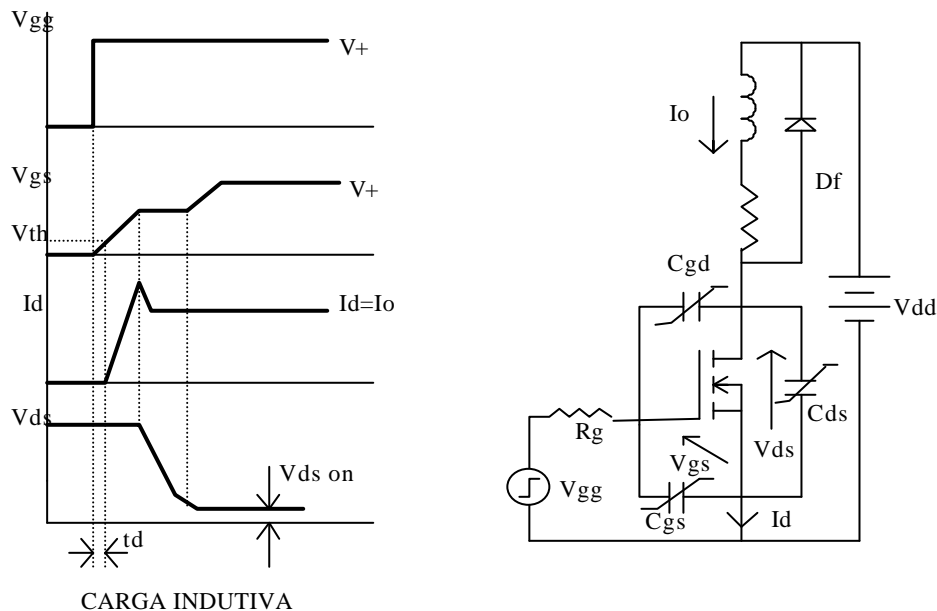 Vgg
V+
Vgs
V+
Vth
Id
Id=Io
Vds
Vds on
td
CARGA INDUTIVA
Io
Df
Cgd
Vdd
Rg
Cds
Vds
Vgs
Vgg
Cgs
Id